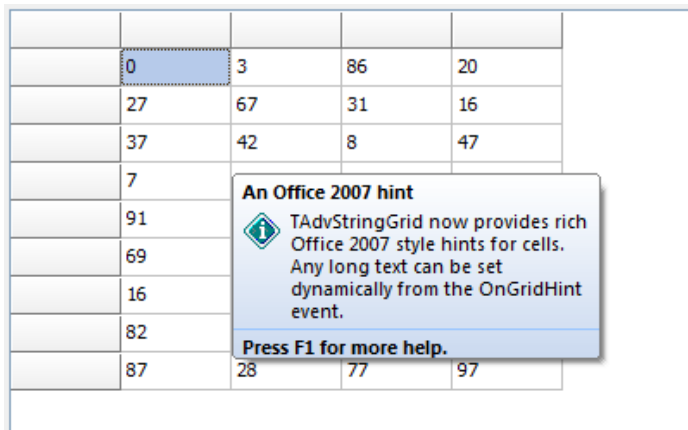 0 3 86 20
27 67 31 16
37 42 8 47
7
An Office 2007 hint
91
TAdvStringGrid now provides rich
Office 2007 style hints for cells.
69
Any long text can be set
16
dynamically from the OnGridHint
event.
82
Press F1 for more help.
87 28 77 97